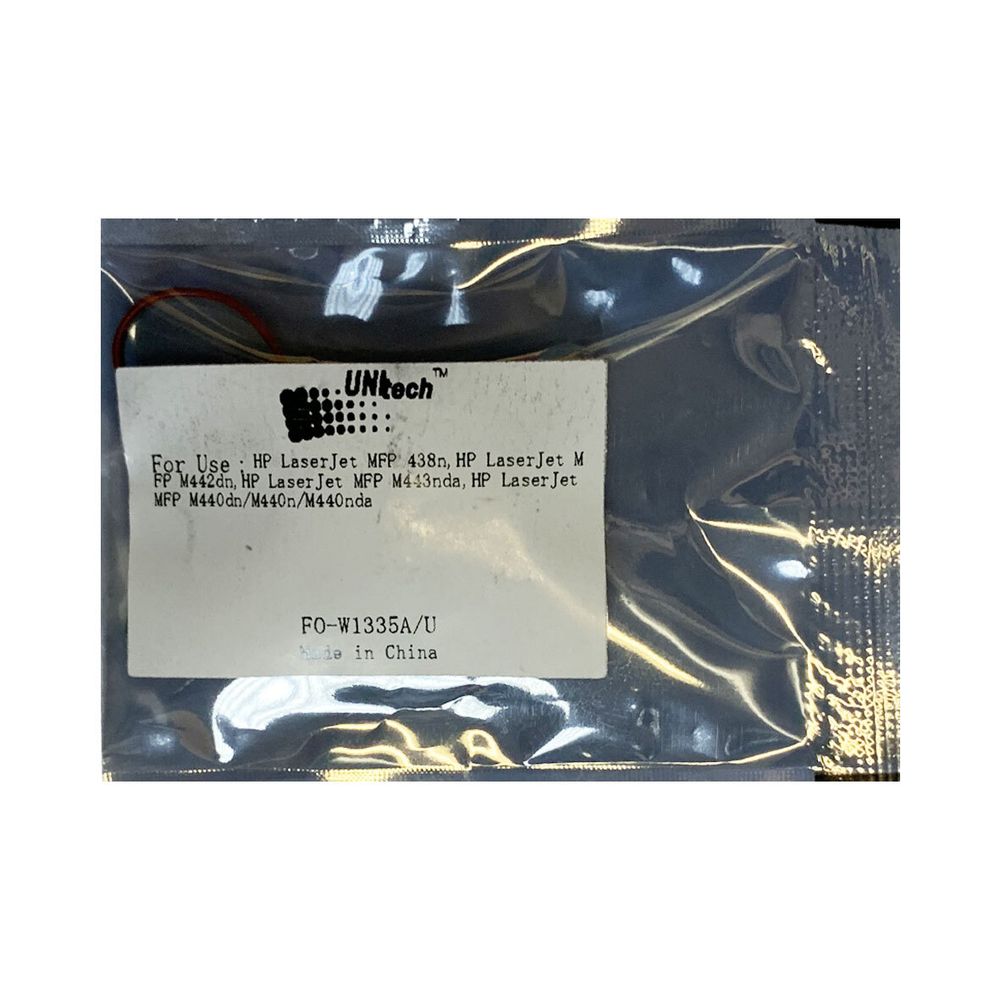 UNItech™
For Use : HP LaserJet MFP 438n, HP LaserJet M
FP M442dn, HP LaserJet MFP M443nda, HP LaserJet
MFP M440dn/M440n/M440nda
FO-W1335A/U
Made in China